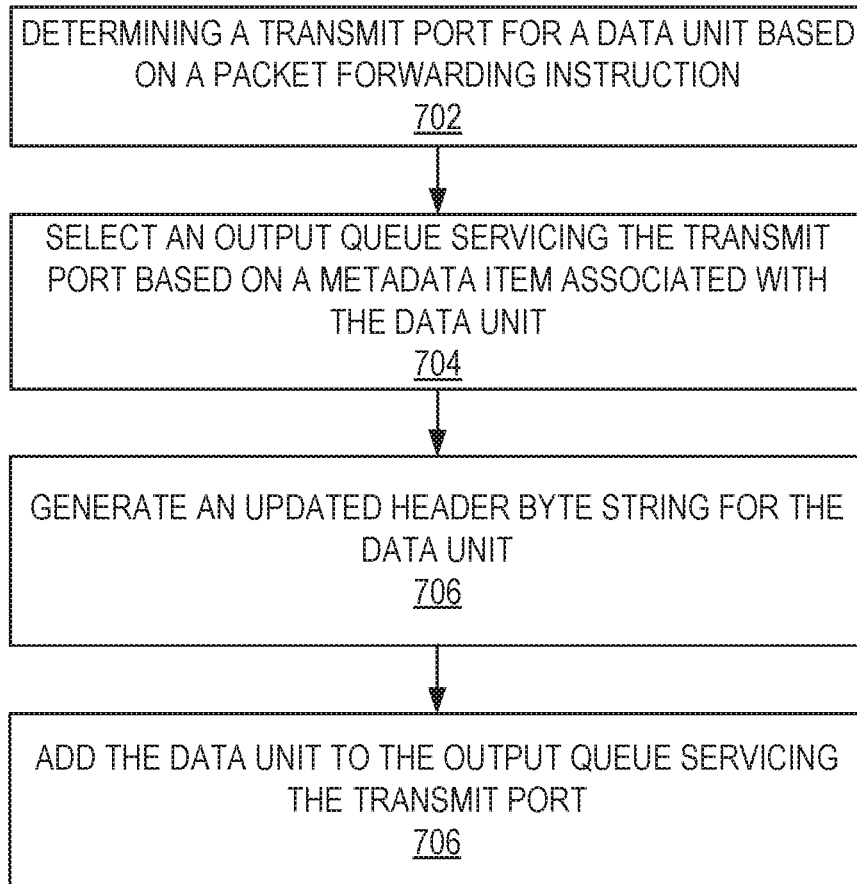 DETERMINING A TRANSMIT PORT FOR A DATA UNIT BASED
ON A PACKET FORWARDING INSTRUCTION
702
SELECT AN OUTPUT QUEUE SERVICING THE TRANSMIT
PORT BASED ON A METADATA ITEM ASSOCIATED WITH
THE DATA UNIT
704
GENERATE AN UPDATED HEADER BYTE STRING FOR THE
DATA UNIT
706
ADD THE DATA UNIT TO THE OUTPUT QUEUE SERVICING
THE TRANSMIT PORT
706